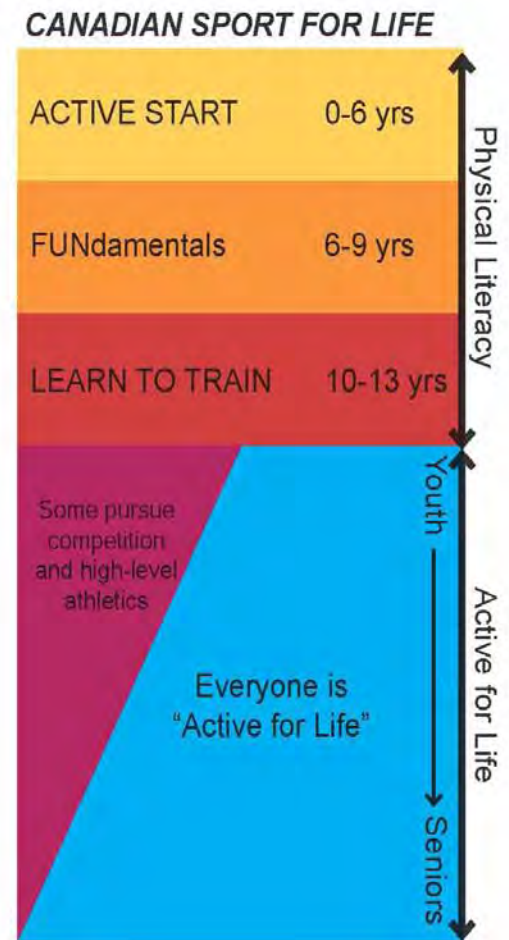 CANADIAN SPORT FOR LIFE
ACTIVE START 0-6 yrs
FUNdamentals 6-9 yrs
LEARN TO TRAIN 10-13 yrs
Physical Literacy
Some pursue
competition
and high-level
athletics
Everyone is
"Active for Life"
Youth
Seniors
Active for Life